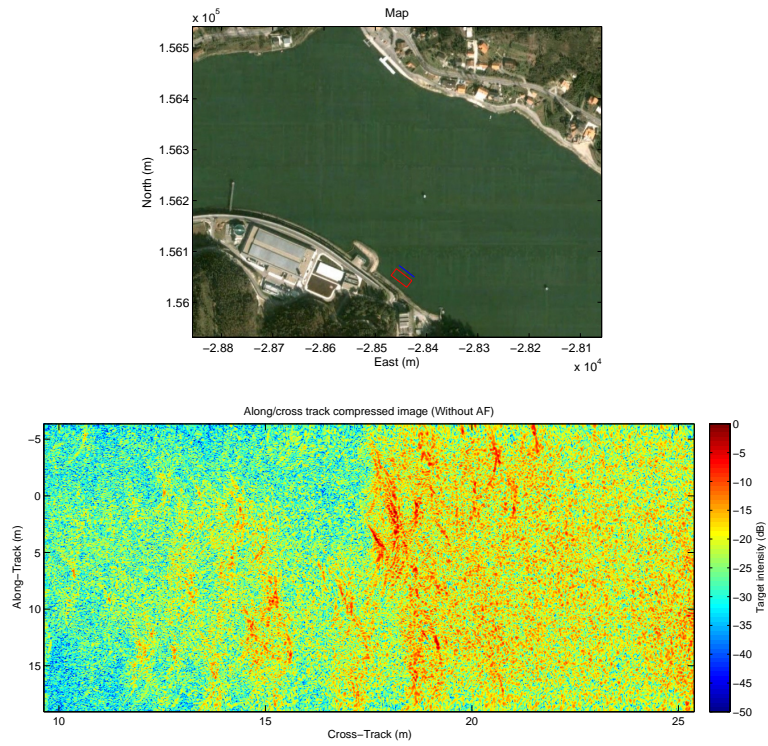 Map
x 10^5
1.565
1.564
1.563
1.562
1.561
1.56
North (m)
−2.88 −2.87 −2.86 −2.85 −2.84 −2.83 −2.82 −2.81
East (m)
x 10^4
Along/cross track compressed image (Without AF)
−5
0
5
10
15
Along−Track (m)
10 15 20 25
Cross−Track (m)
0
−5
−10
−15
−20
−25
−30
−35
−40
−45
−50
Target intensity (dB)